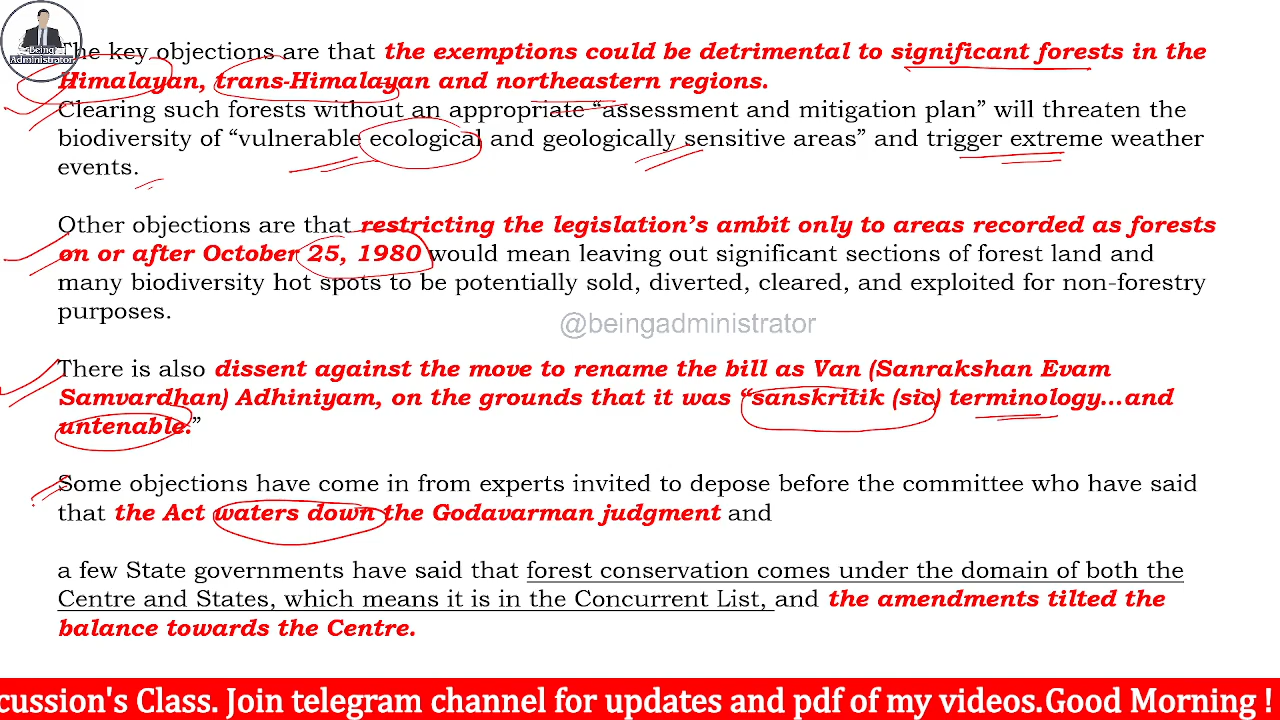 Being
Administrator
The key objections are that the exemptions could be detrimental to significant forests in the
Himalayan, trans-Himalayan and northeastern regions.
Clearing such forests without an appropriate “assessment and mitigation plan” will threaten the
biodiversity of “vulnerable ecological and geologically sensitive areas” and trigger extreme weather
events.
Other objections are that restricting the legislation’s ambit only to areas recorded as forests
on or after October 25, 1980 would mean leaving out significant sections of forest land and
many biodiversity hot spots to be potentially sold, diverted, cleared, and exploited for non-forestry
purposes.
@beingadministrator
There is also dissent against the move to rename the bill as Van (Sanrakshan Evam
Samvardhan) Adhiniyam, on the grounds that it was “sanskritik (sic) terminology…and
untenable.”
Some objections have come in from experts invited to depose before the committee who have said
that the Act waters down the Godavarman judgment and
a few State governments have said that forest conservation comes under the domain of both the
Centre and States, which means it is in the Concurrent List, and the amendments tilted the
balance towards the Centre.
cussion's Class. Join telegram channel for updates and pdf of my videos.Good Morning !